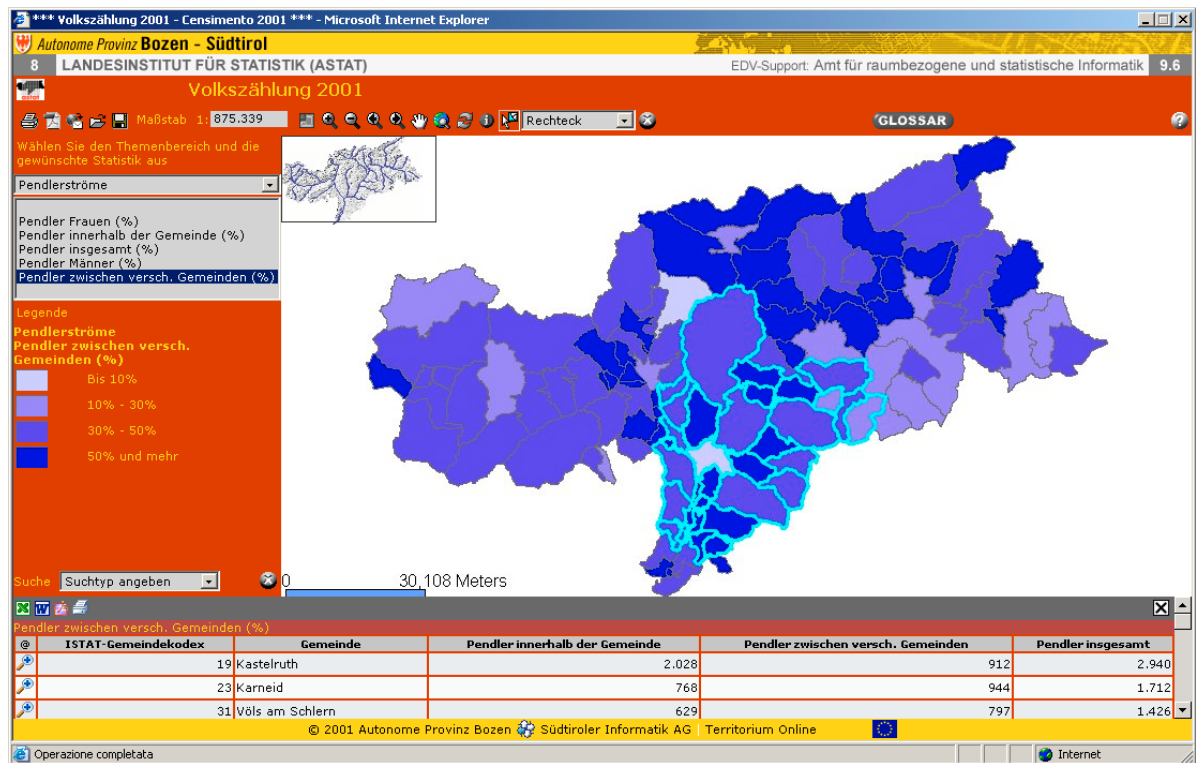 *** Volkszählung 2001 - Censimento 2001 *** - Microsoft Internet Explorer
Autonome Provinz Bozen - Südtirol
8 LANDESINSTITUT FÜR STATISTIK (ASTAT) EDV-Support: Amt für raumbezogene und statistische Informatik 9.6
astat Volkszählung 2001
Maßstab 1: 875.339 Rechteck GLOSSAR ?
Wählen Sie den Themenbereich und die
gewünschte Statistik aus
Pendlerströme
Pendler Frauen (%)
Pendler innerhalb der Gemeinde (%)
Pendler insgesamt (%)
Pendler Männer (%)
Pendler zwischen versch. Gemeinden (%)
Legende
Pendlerströme
Pendler zwischen versch.
Gemeinden (%)
Bis 10%
10% - 30%
30% - 50%
50% und mehr
Suche Suchtyp angeben 0 30,108 Meters
Pendler zwischen versch. Gemeinden (%)
@ ISTAT-Gemeindekodex Gemeinde Pendler innerhalb der Gemeinde Pendler zwischen versch. Gemeinden Pendler insgesamt
19 Kastelruth 2.028 912 2.940
23 Karneid 768 944 1.712
31 Völs am Schlern 629 797 1.426
© 2001 Autonome Provinz Bozen Südtiroler Informatik AG | Territorium Online
Operazione completata Internet